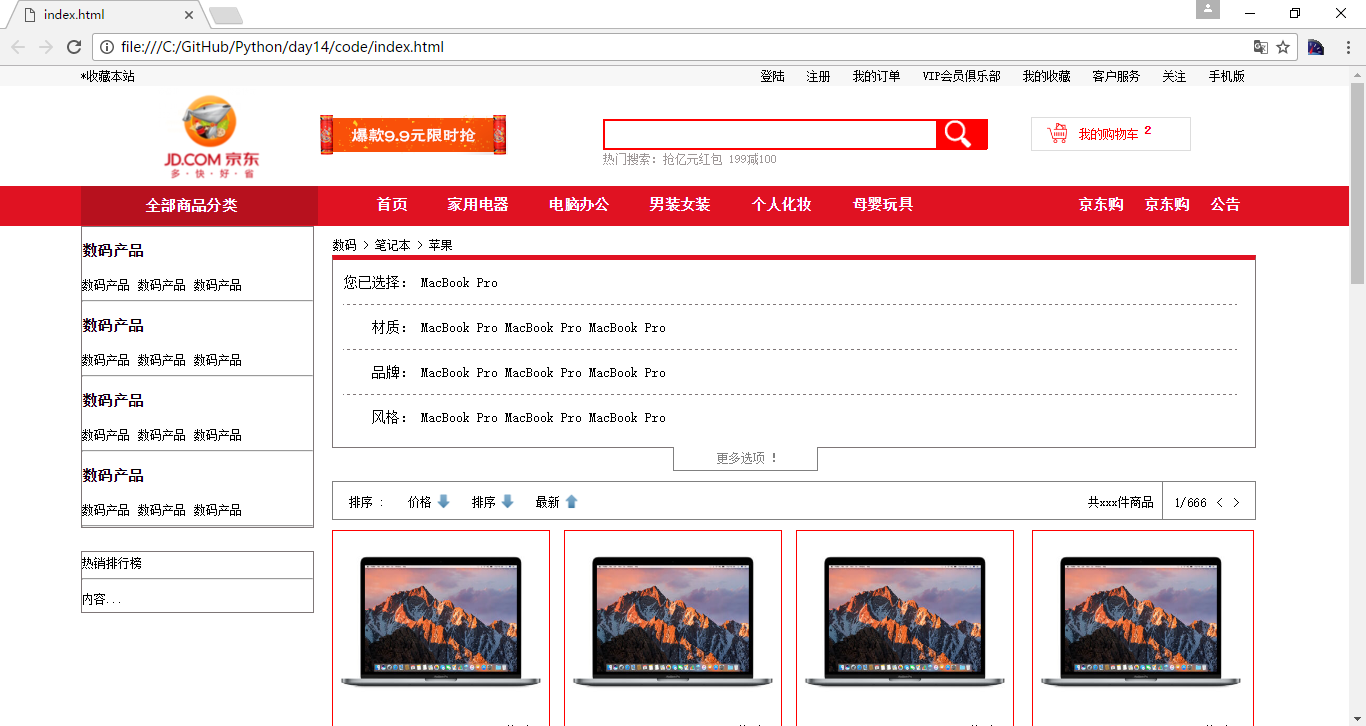 index.html
file:///C:/GitHub/Python/day14/code/index.html
*收藏本站 登陆 注册 我的订单 VIP会员俱乐部 我的收藏 客户服务 关注 手机版
JD.COM 京东
多·快·好·省
爆款9.9元限时抢
我的购物车 2
热门搜索: 抢亿元红包 199减100
全部商品分类 首页 家用电器 电脑办公 男装女装 个人化妆 母婴玩具 京东购 京东购 公告
数码产品
数码产品 数码产品 数码产品
数码产品
数码产品 数码产品 数码产品
数码产品
数码产品 数码产品 数码产品
数码产品
数码产品 数码产品 数码产品
热销排行榜
内容...
数码 > 笔记本 > 苹果
您已选择: MacBook Pro
材质: MacBook Pro MacBook Pro MacBook Pro
品牌: MacBook Pro MacBook Pro MacBook Pro
风格: MacBook Pro MacBook Pro MacBook Pro
更多选项 !
排序 : 价格 排序 最新 共xxx件商品 1/666 < >